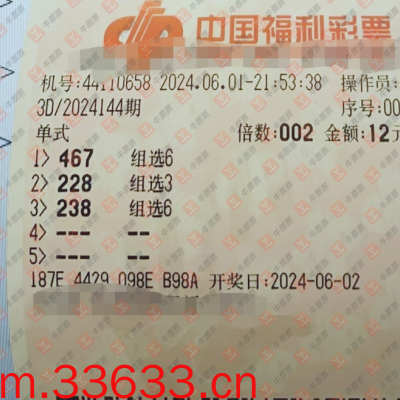 中国福利彩票
机号:44110658 2024.06.01-21:53:38 操作员:
3D/2024144期 序号:00
单式 倍数:002 金额:12元
1> 467 组选6
2> 228 组选3
3> 238 组选6
4> --- --
5> --- --
187E 4429 098E B98A 开奖日:2024-06-02
m.33633.cn